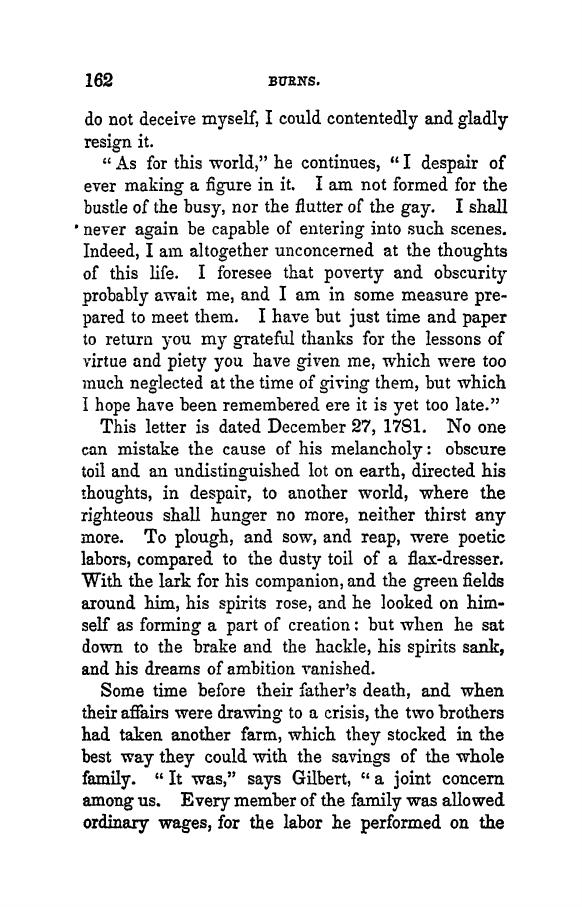 162 BURNS.
do not deceive myself, I could contentedly and gladly
resign it.
"As for this world," he continues, "I despair of
ever making a figure in it. I am not formed for the
bustle of the busy, nor the flutter of the gay. I shall
never again be capable of entering into such scenes.
Indeed, I am altogether unconcerned at the thoughts
of this life. I foresee that poverty and obscurity
probably await me, and I am in some measure pre-
pared to meet them. I have but just time and paper
to return you my grateful thanks for the lessons of
virtue and piety you have given me, which were too
much neglected at the time of giving them, but which
I hope have been remembered ere it is yet too late."
This letter is dated December 27, 1781. No one
can mistake the cause of his melancholy: obscure
toil and an undistinguished lot on earth, directed his
thoughts, in despair, to another world, where the
righteous shall hunger no more, neither thirst any
more. To plough, and sow, and reap, were poetic
labors, compared to the dusty toil of a flax-dresser.
With the lark for his companion, and the green fields
around him, his spirits rose, and he looked on him-
self as forming a part of creation: but when he sat
down to the brake and the hackle, his spirits sank,
and his dreams of ambition vanished.
Some time before their father's death, and when
their affairs were drawing to a crisis, the two brothers
had taken another farm, which they stocked in the
best way they could with the savings of the whole
family. "It was," says Gilbert, "a joint concern
among us. Every member of the family was allowed
ordinary wages, for the labor he performed on the